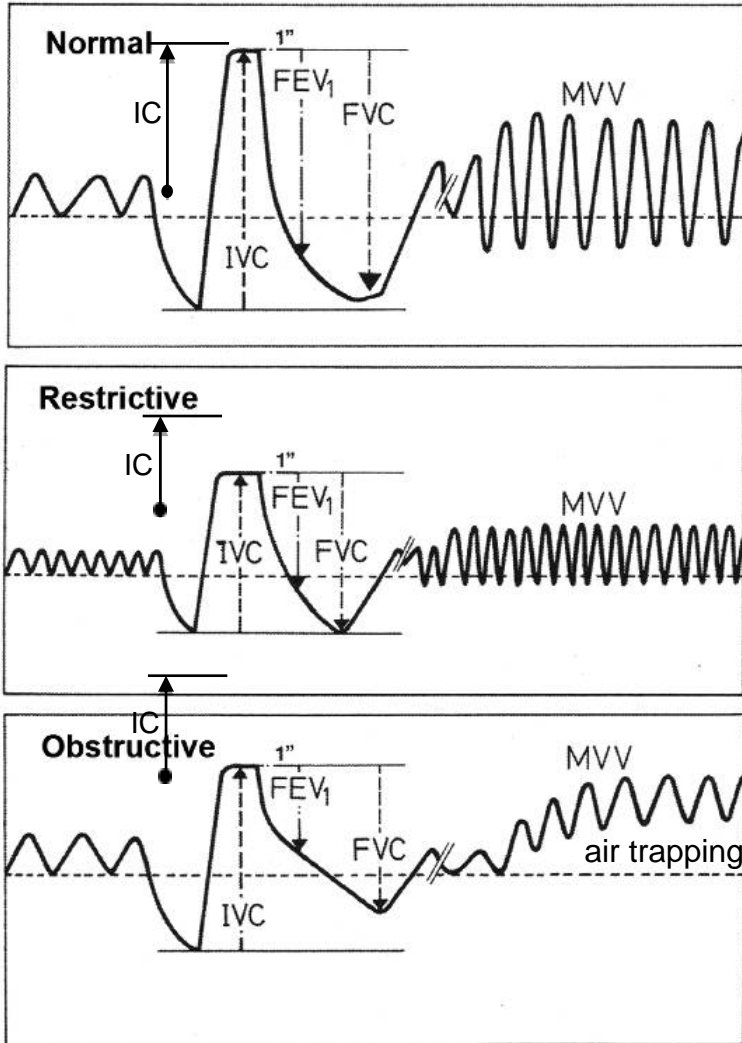 Normal
1"
IC
FEV₁
FVC
MVV
IVC
Restrictive
IC
1"
FEV₁
MVV
IVC
FVC
IC
Obstructive
1"
FEV₁
MVV
FVC
air trapping
IVC